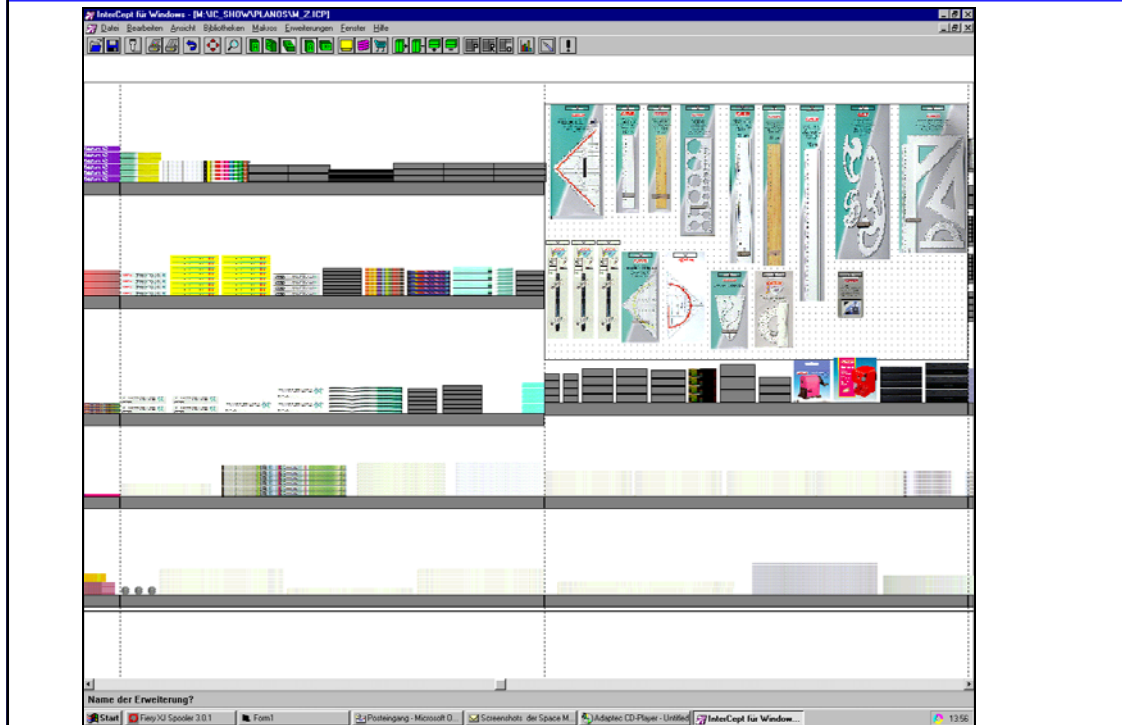 InterCept für Windows - [M:\IC_SHOW\PLANOS\M_Z.ICP]
Datei Bearbeiten Ansicht Bibliotheken Makros Erweiterungen Fenster Hilfe
Name der Erweiterung?
Start Fiery XJ Spooler 3.0.1 Form1 Posteingang - Microsoft O... Screenshots der Space M... Adaptec CD-Player - Untitled InterCept für Window... 13:56